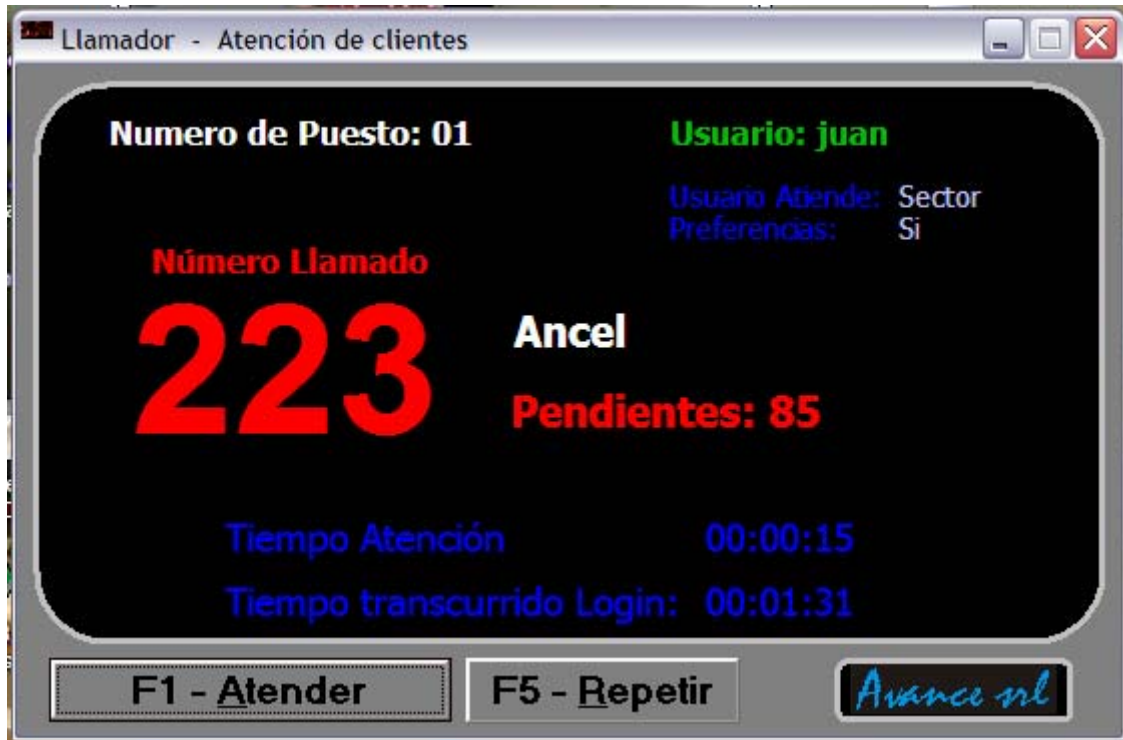 Llamador - Atención de clientes
Numero de Puesto: 01
Usuario: juan
Usuario Atiende: Sector
Preferencias: Si
Número Llamado
223
Ancel
Pendientes: 85
Tiempo Atención 00:00:15
Tiempo transcurrido Login: 00:01:31
F1 - Atender
F5 - Repetir
Avance srl